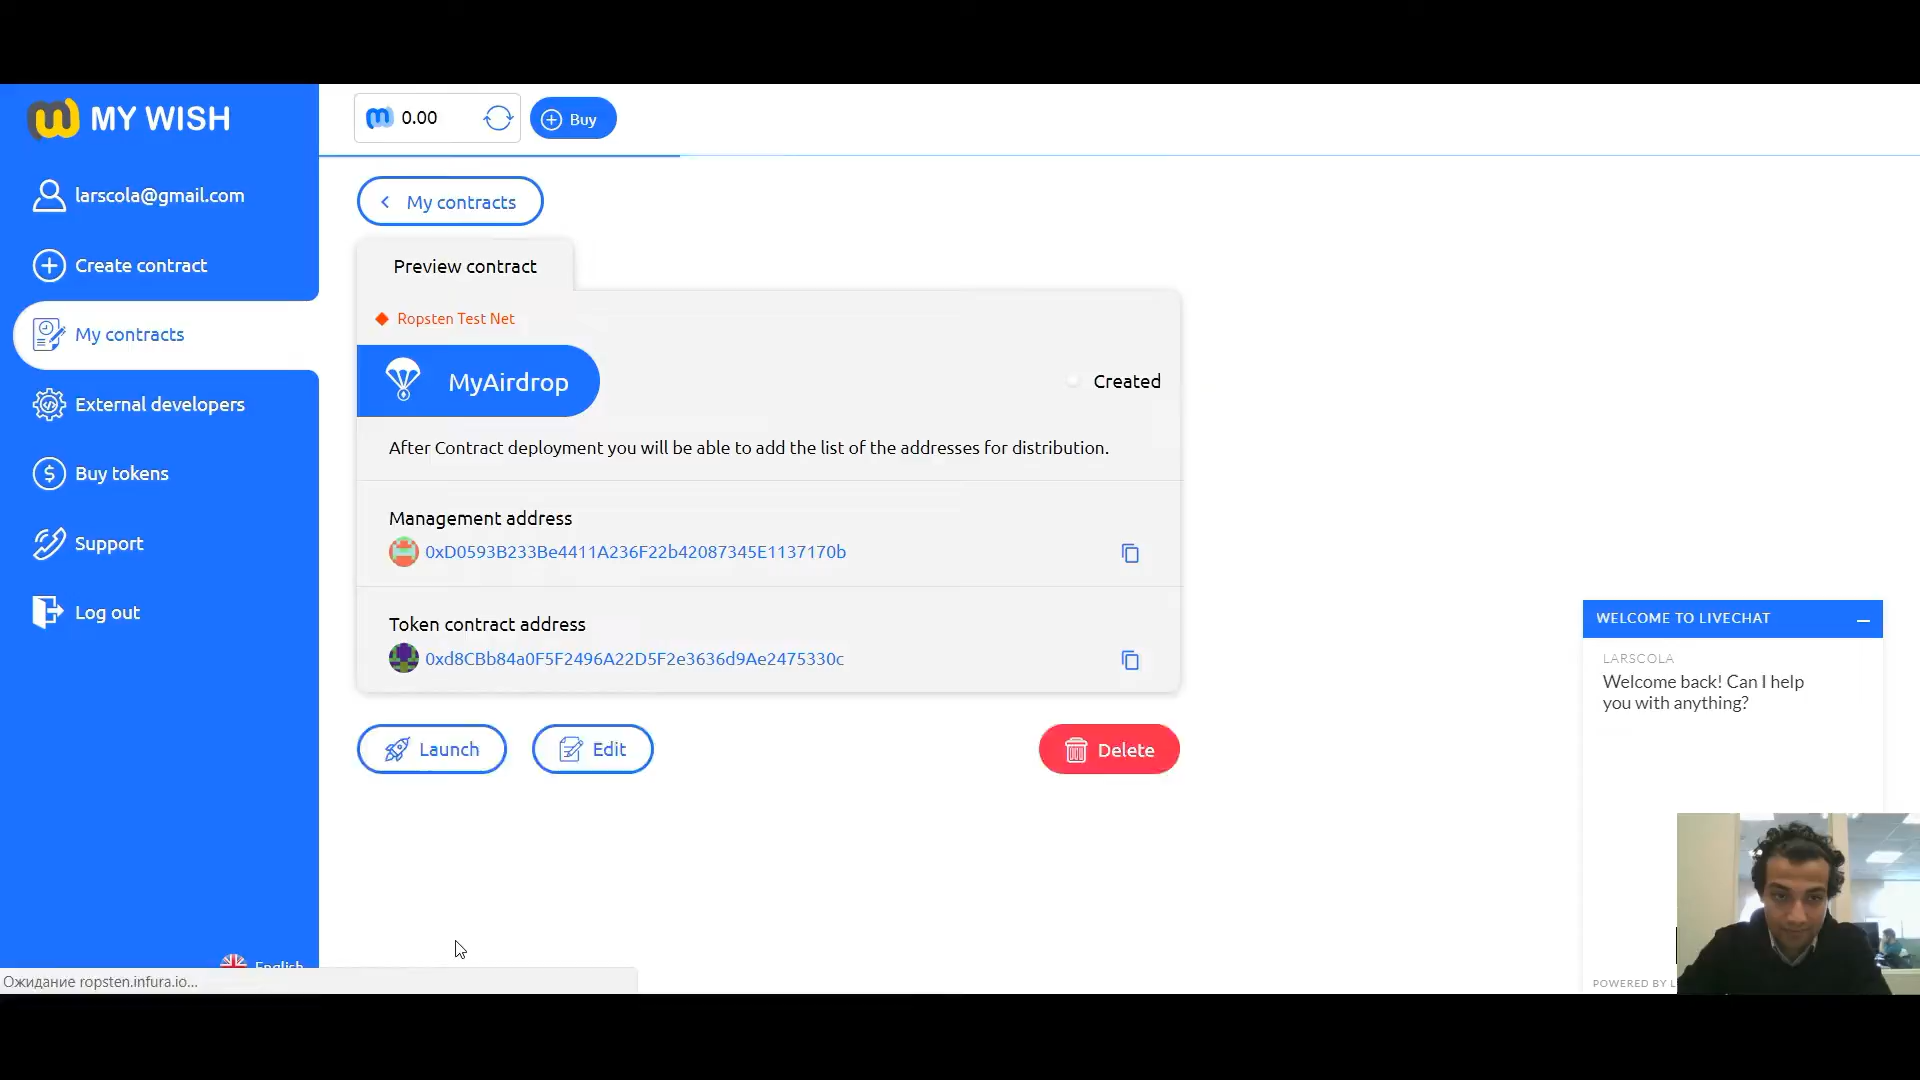 MY WISH
0.00
Buy
larscola@gmail.com
Create contract
My contracts
External developers
Buy tokens
Support
Log out
English
My contracts
Preview contract
Ropsten Test Net
MyAirdrop
Created
After Contract deployment you will be able to add the list of the addresses for distribution.
Management address
0xD0593B233Be4411A236F22b42087345E1137170b
Token contract address
0xd8CBb84a0F5F2496A22D5F2e3636d9Ae2475330c
Launch
Edit
Delete
WELCOME TO LIVECHAT
LARSCOLA
Welcome back! Can I help
you with anything?
POWERED BY
Ожидание ropsten.infura.io...